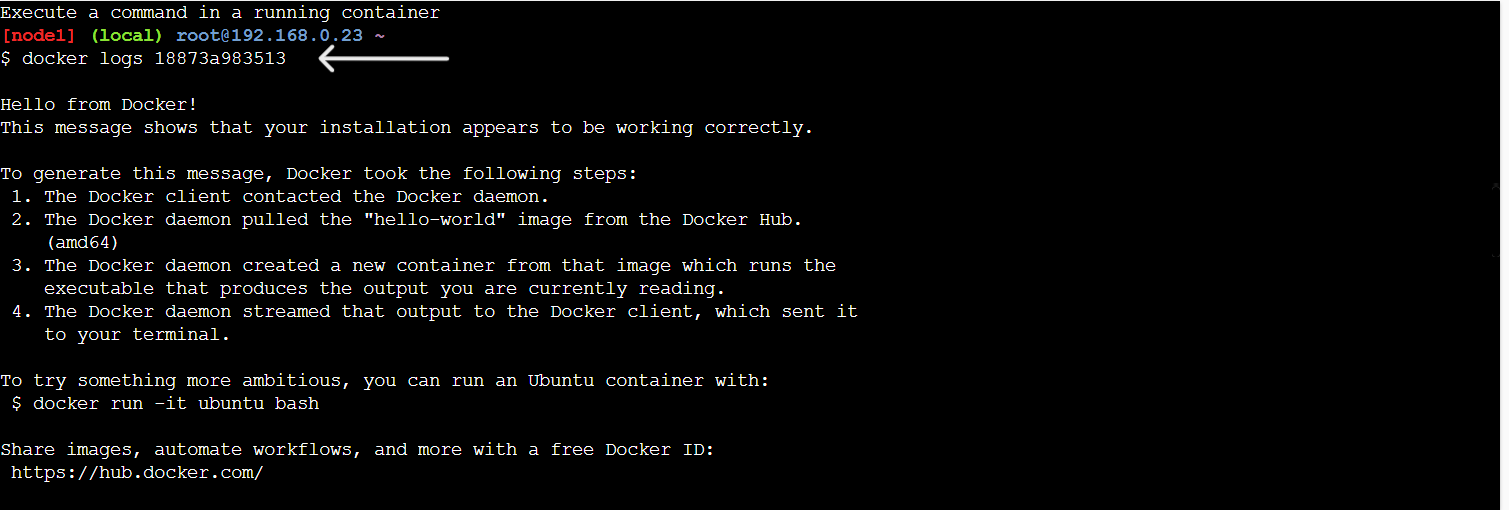 Execute a command in a running container
[node1] (local) root@192.168.0.23 ~
$ docker logs 18873a983513
Hello from Docker!
This message shows that your installation appears to be working correctly.
To generate this message, Docker took the following steps:
1. The Docker client contacted the Docker daemon.
2. The Docker daemon pulled the "hello-world" image from the Docker Hub.
(amd64)
3. The Docker daemon created a new container from that image which runs the
executable that produces the output you are currently reading.
4. The Docker daemon streamed that output to the Docker client, which sent it
to your terminal.
To try something more ambitious, you can run an Ubuntu container with:
$ docker run -it ubuntu bash
Share images, automate workflows, and more with a free Docker ID:
https://hub.docker.com/